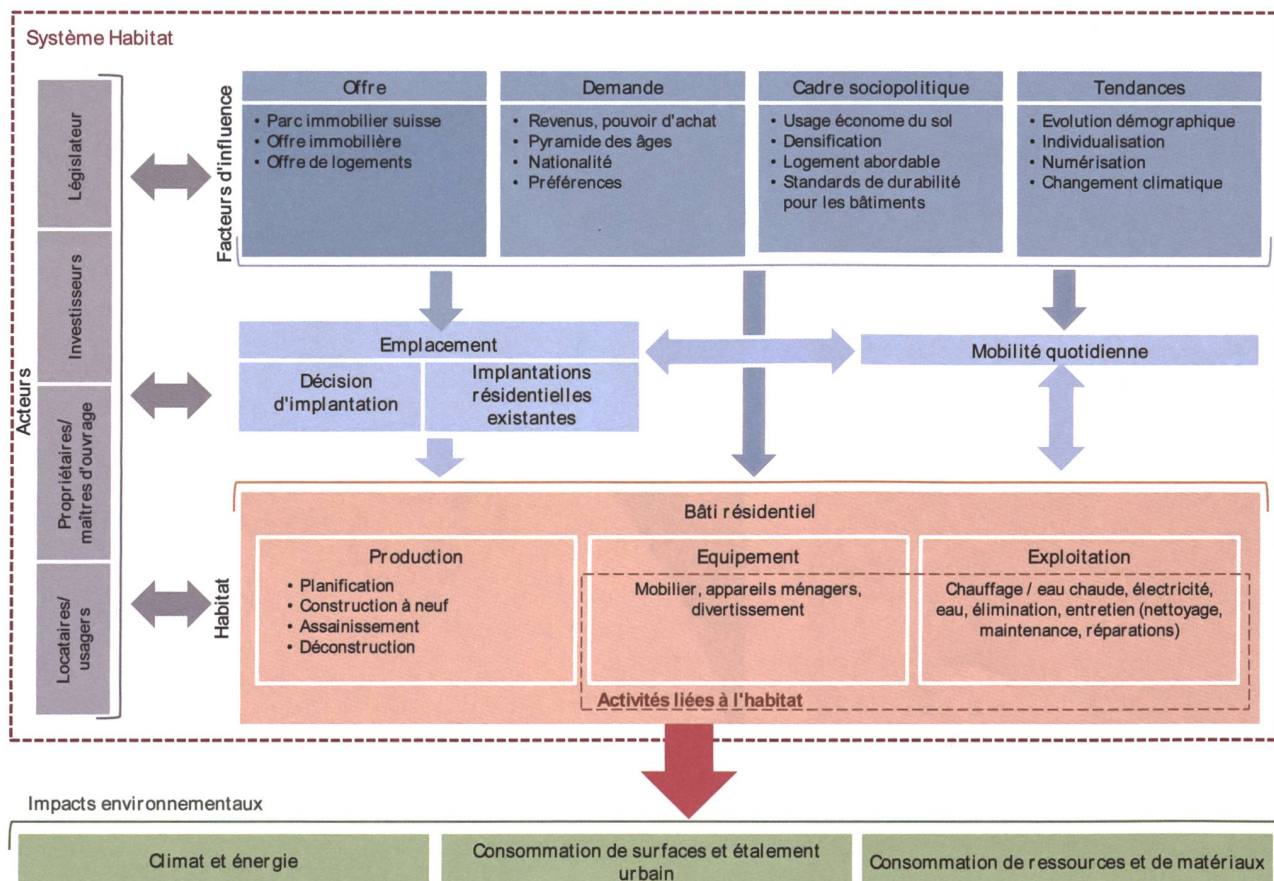 Système Habitat
Acteurs
Législateur
Investisseurs
Propriétaires/
maîtres d'ouvrage
Locataires/
usagers
Facteurs d'influence
Offre
• Parc immobilier suisse
• Offre immobilière
• Offre de logements
Demande
• Revenus, pouvoir d'achat
• Pyramide des âges
• Nationalité
• Préférences
Cadre sociopolitique
• Usage économe du sol
• Densification
• Logement abordable
• Standards de durabilité
pour les bâtiments
Tendances
• Evolution démographique
• Individualisation
• Numérisation
• Changement climatique
Emplacement
Décision
d'implantation
Implantations
résidentielles
existantes
Mobilité quotidienne
Habitat
Bâti résidentiel
Production
• Planification
• Construction à neuf
• Assainissement
• Déconstruction
Equipement
Mobilier, appareils ménagers,
divertissement
Exploitation
Chauffage / eau chaude, électricité,
eau, élimination, entretien (nettoyage,
maintenance, réparations)
Activités liées à l'habitat
Impacts environnementaux
Climat et énergie
Consommation de surfaces et étalement
urbain
Consommation de ressources et de matériaux